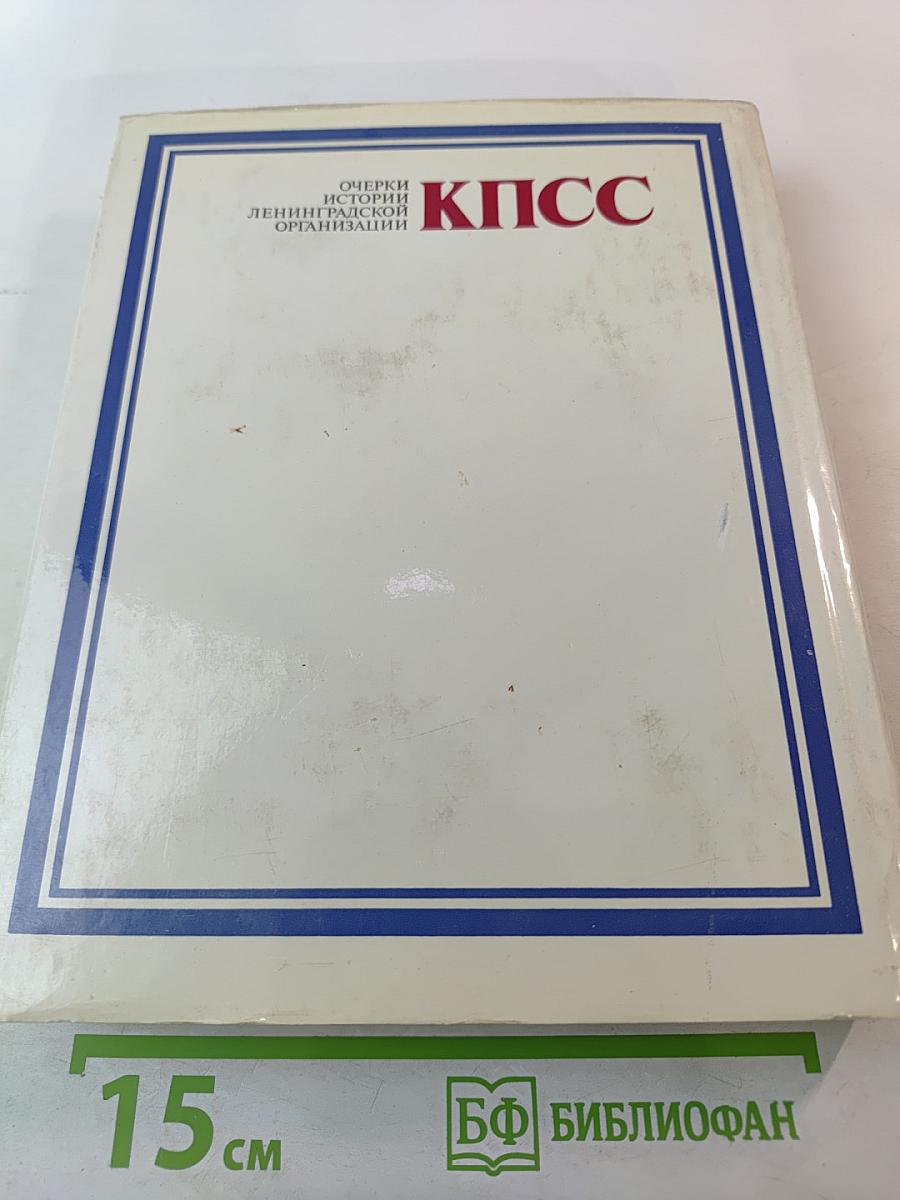 ОЧЕРКИ
ИСТОРИИ
ЛЕНИНГРАДСКОЙ
ОРГАНИЗАЦИИ
КПСС
15 см
БФ БИБЛИОФАН